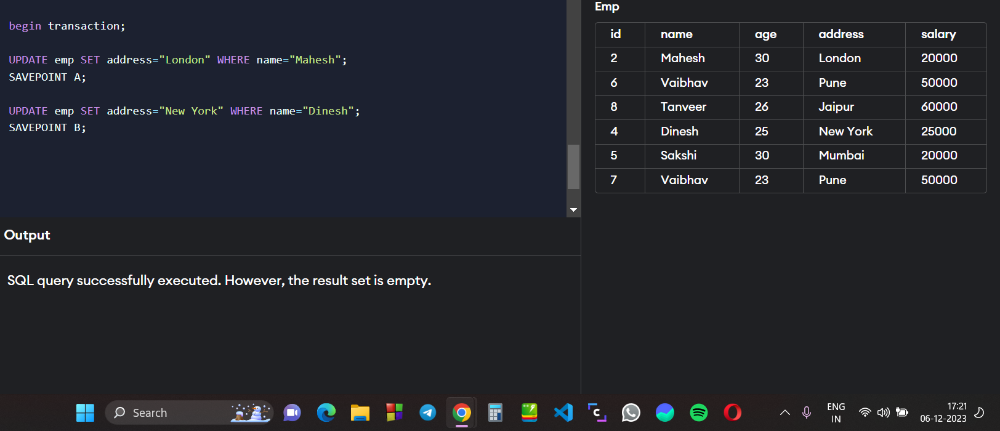 begin transaction;
UPDATE emp SET address="London" WHERE name="Mahesh";
SAVEPOINT A;
UPDATE emp SET address="New York" WHERE name="Dinesh";
SAVEPOINT B;
Output
SQL query successfully executed. However, the result set is empty.
Emp
id name age address salary
2 Mahesh 30 London 20000
6 Vaibhav 23 Pune 50000
8 Tanveer 26 Jaipur 60000
4 Dinesh 25 New York 25000
5 Sakshi 30 Mumbai 20000
7 Vaibhav 23 Pune 50000
Search
ENG
IN
17:21
06-12-2023